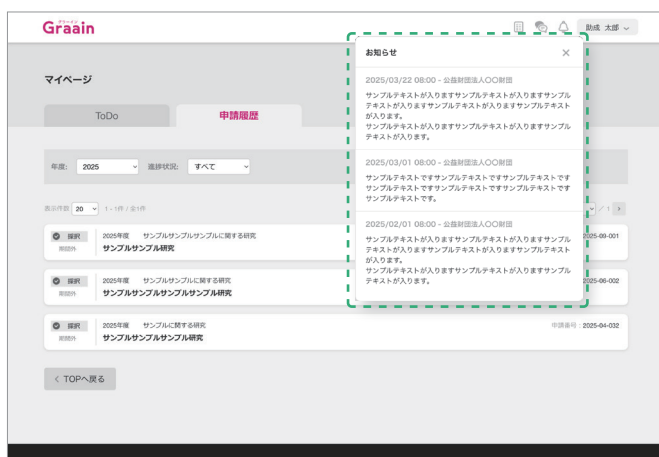 グラーイン
Graain
助成 太郎
お知らせ
×
マイページ
2025/03/22 08:00 - 公益財団法人〇〇財団
サンプルテキストが入りますサンプルテキストが入りますサンプル
テキストが入りますサンプルテキストが入りますサンプルテキスト
が入ります。
サンプルテキストが入りますサンプルテキストが入りますサンプル
テキストが入ります。
ToDo
申請履歴
2025/03/01 08:00 - 公益財団法人〇〇財団
サンプルテキストですサンプルテキストですサンプルテキストです
サンプルテキストですサンプルテキストですサンプルテキストです
サンプルテキストです。
年度: 2025 進捗状況: すべて
表示件数 20 1 - 1件 / 全1件
/ 1 >
2025/02/01 08:00 - 公益財団法人〇〇財団
サンプルテキストが入りますサンプルテキストが入りますサンプル
テキストが入りますサンプルテキストが入りますサンプルテキスト
が入ります。
サンプルテキストが入りますサンプルテキストが入りますサンプル
テキストが入ります。
採択 2025年度 サンプルサンプルサンプルに関する研究
2025-09-001
期間外 サンプルサンプル研究
採択 2025年度 サンプルサンプルに関する研究
2025-06-002
期間外 サンプルサンプルサンプルサンプル研究
採択 2025年度 サンプルに関する研究
申請番号 : 2025-04-032
期間外 サンプルサンプルサンプル研究
< TOPへ戻る